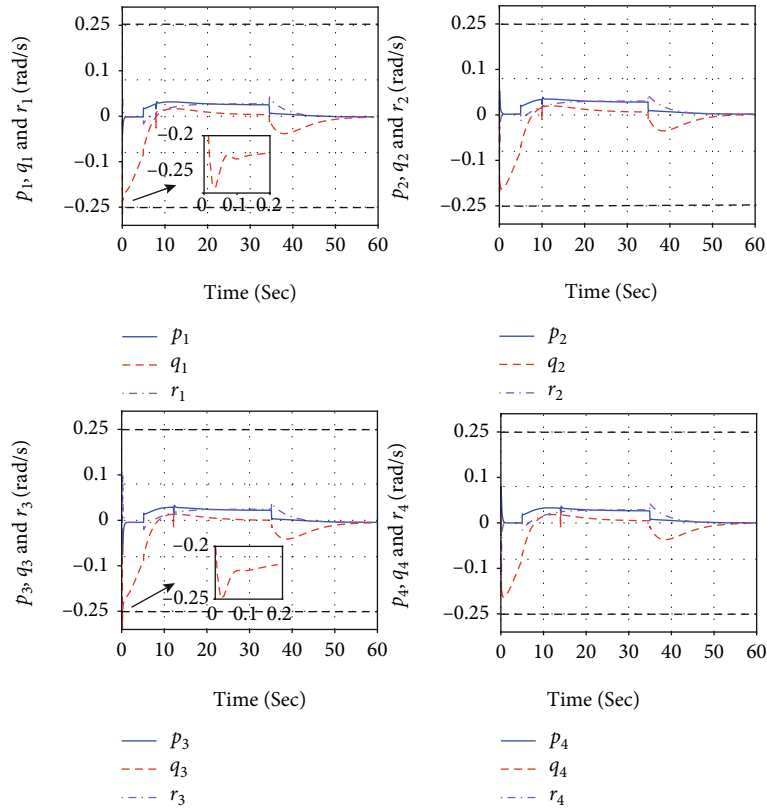 0.25
0.1
0
−0.1
−0.25
p1, q1 and r1 (rad/s)
−0.2
−0.25
0 0.1 0.2
0 10 20 30 40 50 60
Time (Sec)
p1
q1
r1
0.25
0.1
0
−0.1
−0.25
p2, q2 and r2 (rad/s)
0 10 20 30 40 50 60
Time (Sec)
p2
q2
r2
0.25
0.1
0
−0.1
−0.25
p3, q3 and r3 (rad/s)
−0.2
−0.25
0 0.1 0.2
0 10 20 30 40 50 60
Time (Sec)
p3
q3
r3
0.25
0.1
0
−0.1
−0.25
p4, q4 and r4 (rad/s)
0 10 20 30 40 50 60
Time (Sec)
p4
q4
r4